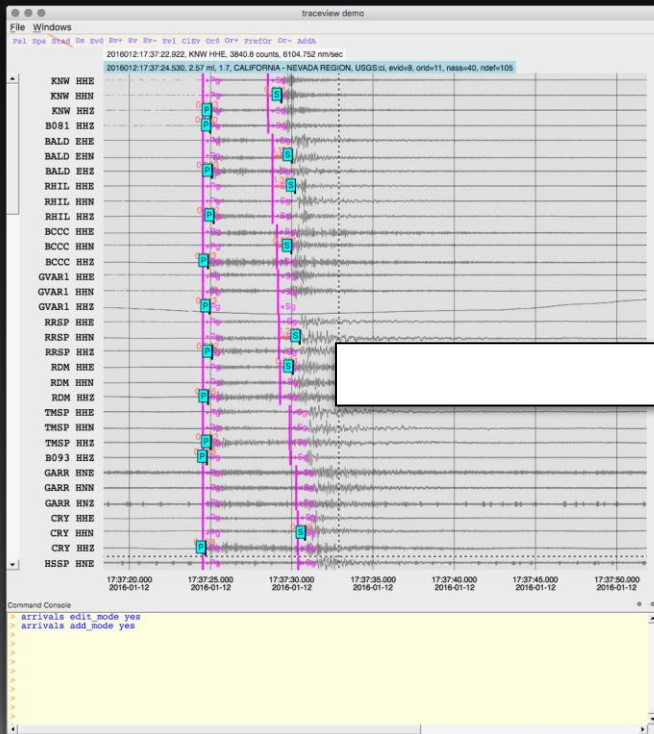 traceview demo
File Windows
Pal Spa Stad Ds Ev0 Ev+ Ev Ev- Ev1 ClEv Or0 Or+ PrefOr Or- AddA
2016012:17:37:22.922, KNW HHE, 3840.8 counts, 6104.752 nm/sec
2016012:17:37:24.530, 2.57 ml, 1.7, CALIFORNIA - NEVADA REGION, USGS:ci, evid=9, orid=11, nass=40, ndef=105
KNW HHE
KNW HHN S
KNW HHZ P
B081 HHZ P
BALD EHE
BALD EHN S
BALD EHZ P
RHIL HHE S
RHIL HHN
RHIL HHZ P
BCCC HHE
BCCC HHN S
BCCC HHZ P
GVAR1 HHE
GVAR1 HHN
GVAR1 HHZ P
RRSP HHE
RRSP HHN S
RRSP HHZ P
RDM HHE S
RDM HHN
RDM HHZ P
TMSP HHE
TMSP HHN
TMSP HHZ P
B093 HHZ P
GARR HNE
GARR HNN
GARR HNZ
CRY HHE
CRY HHN S
CRY HHZ P
HSSP HNE
17:37:20.000 17:37:25.000 17:37:30.000 17:37:35.000 17:37:40.000 17:37:45.000 17:37:50.000
2016-01-12 2016-01-12 2016-01-12 2016-01-12 2016-01-12 2016-01-12 2016-01-12
Command Console
> arrivals edit_mode yes
> arrivals add_mode yes
>
>
>
>
>
>
>
>